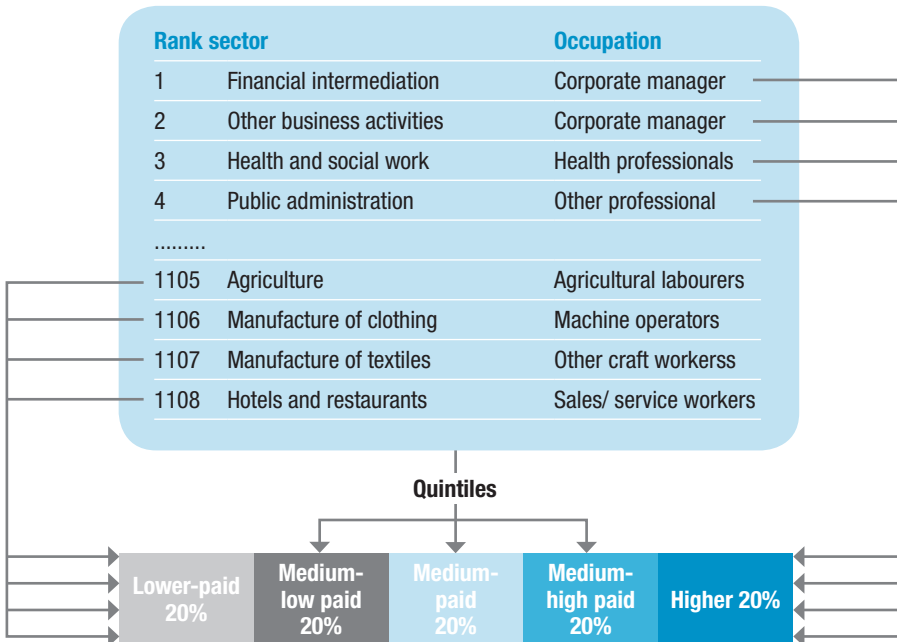 Rank sector Occupation
1 Financial intermediation Corporate manager
2 Other business activities Corporate manager
3 Health and social work Health professionals
4 Public administration Other professional
.........
1105 Agriculture Agricultural labourers
1106 Manufacture of clothing Machine operators
1107 Manufacture of textiles Other craft workerss
1108 Hotels and restaurants Sales/ service workers
Quintiles
Lower-paid
20%
Medium-
low paid
20%
Medium-
paid
20%
Medium-
high paid
20%
Higher 20%